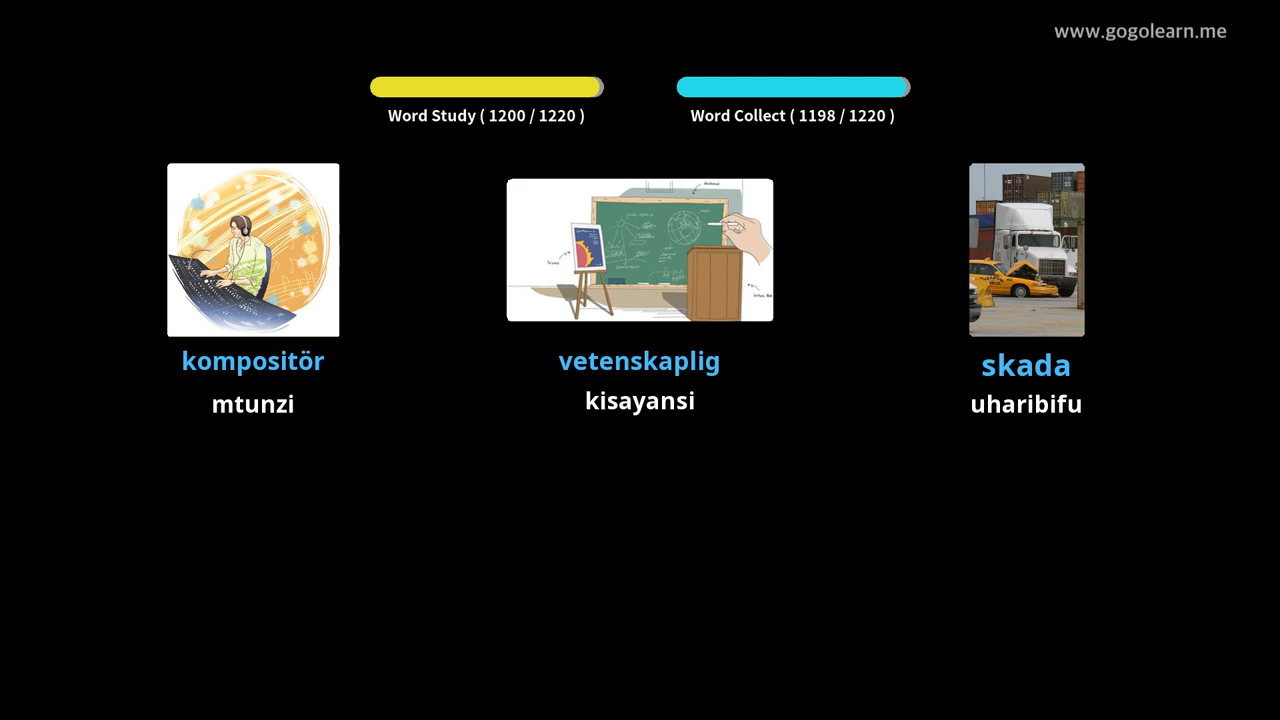 www.gogolearn.me
Word Study ( 1200 / 1220 )
Word Collect ( 1198 / 1220 )
kompositör
vetenskaplig
skada
mtunzi
kisayansi
uharibifu